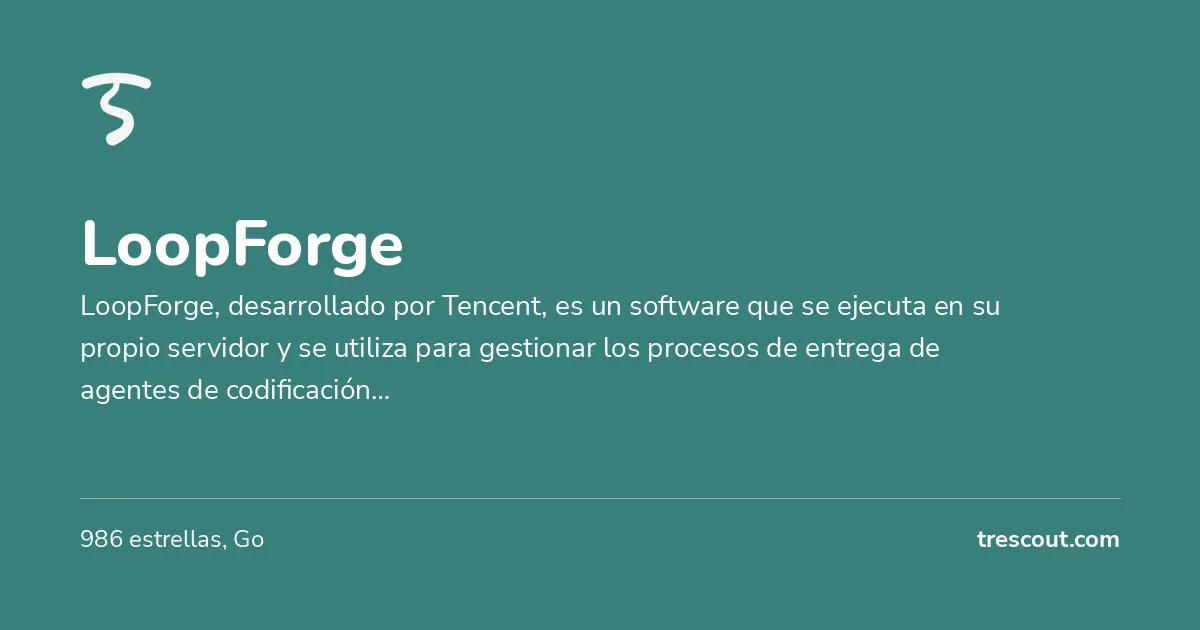 LoopForge
LoopForge, desarrollado por Tencent, es un software que se ejecuta en su
propio servidor y se utiliza para gestionar los procesos de entrega de
agentes de codificación...
986 estrellas, Go
trescout.com